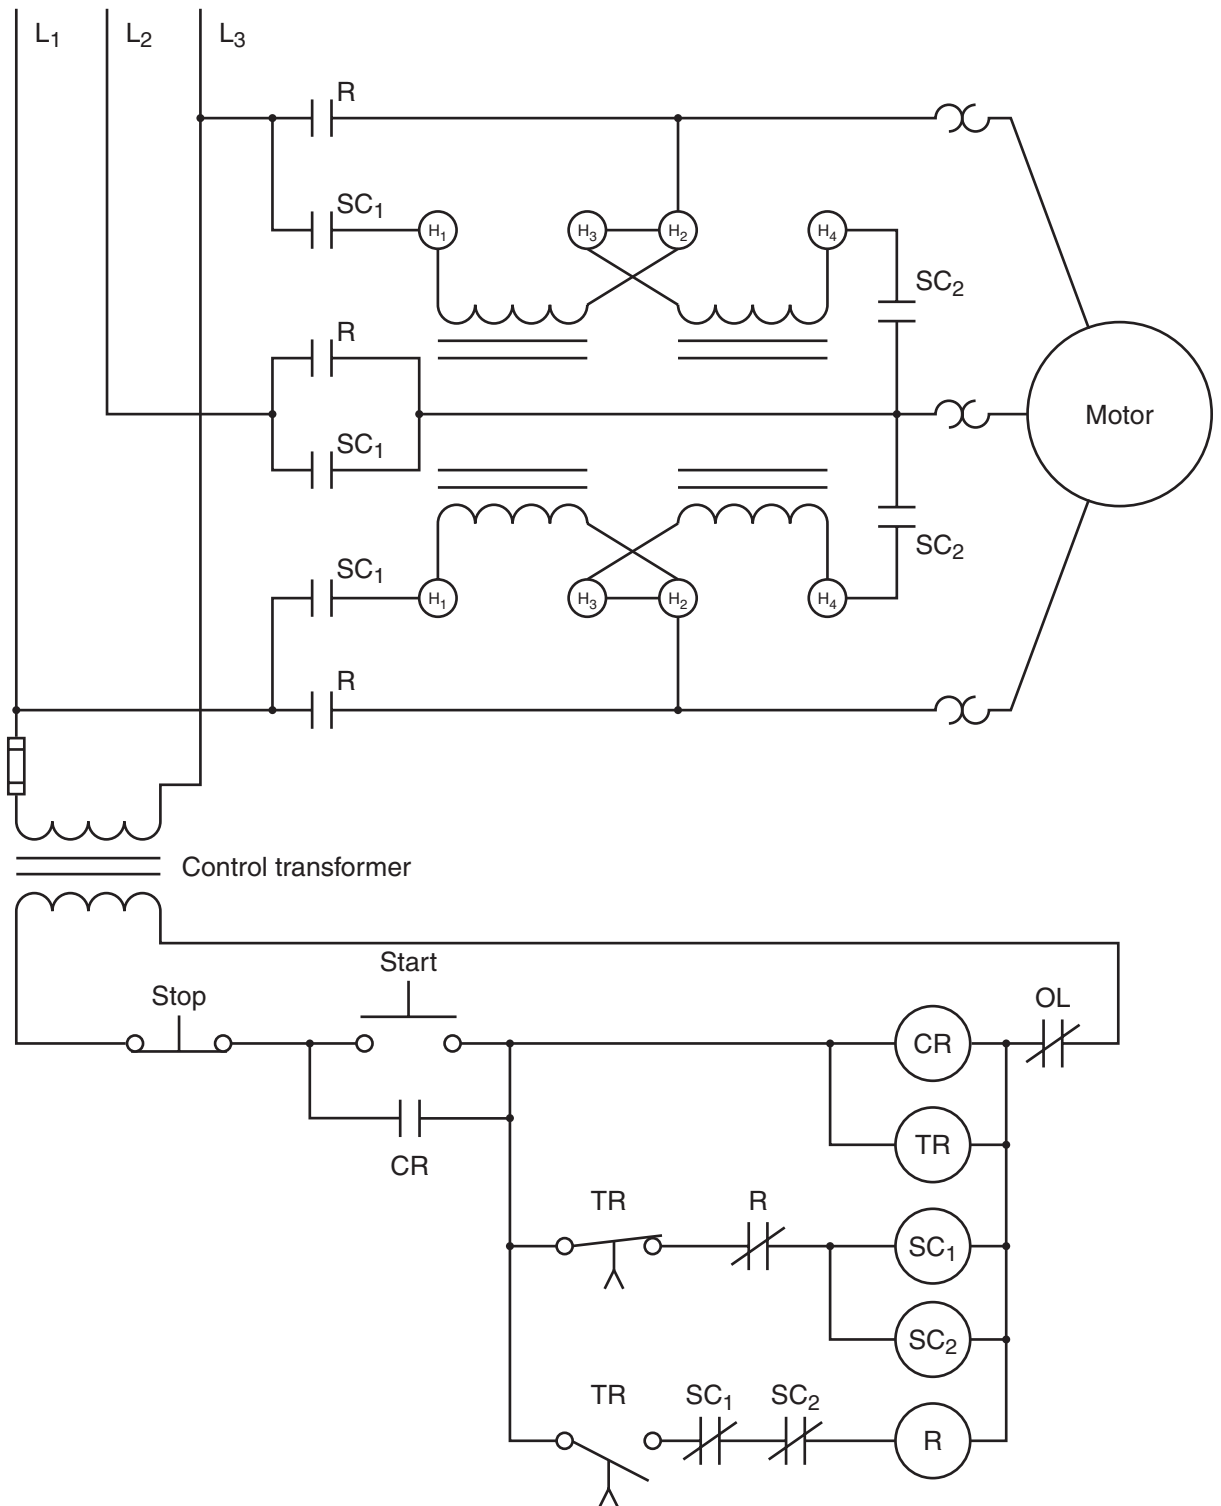 L₁ L₂ L₃
R
SC₁
H₁ H₃ H₂ H₄
SC₂
R
Motor
SC₁
SC₂
SC₁
H₁ H₃ H₂ H₄
R
Control transformer
Start
Stop
OL
CR
CR
TR
TR R
SC₁
SC₂
TR SC₁ SC₂
R